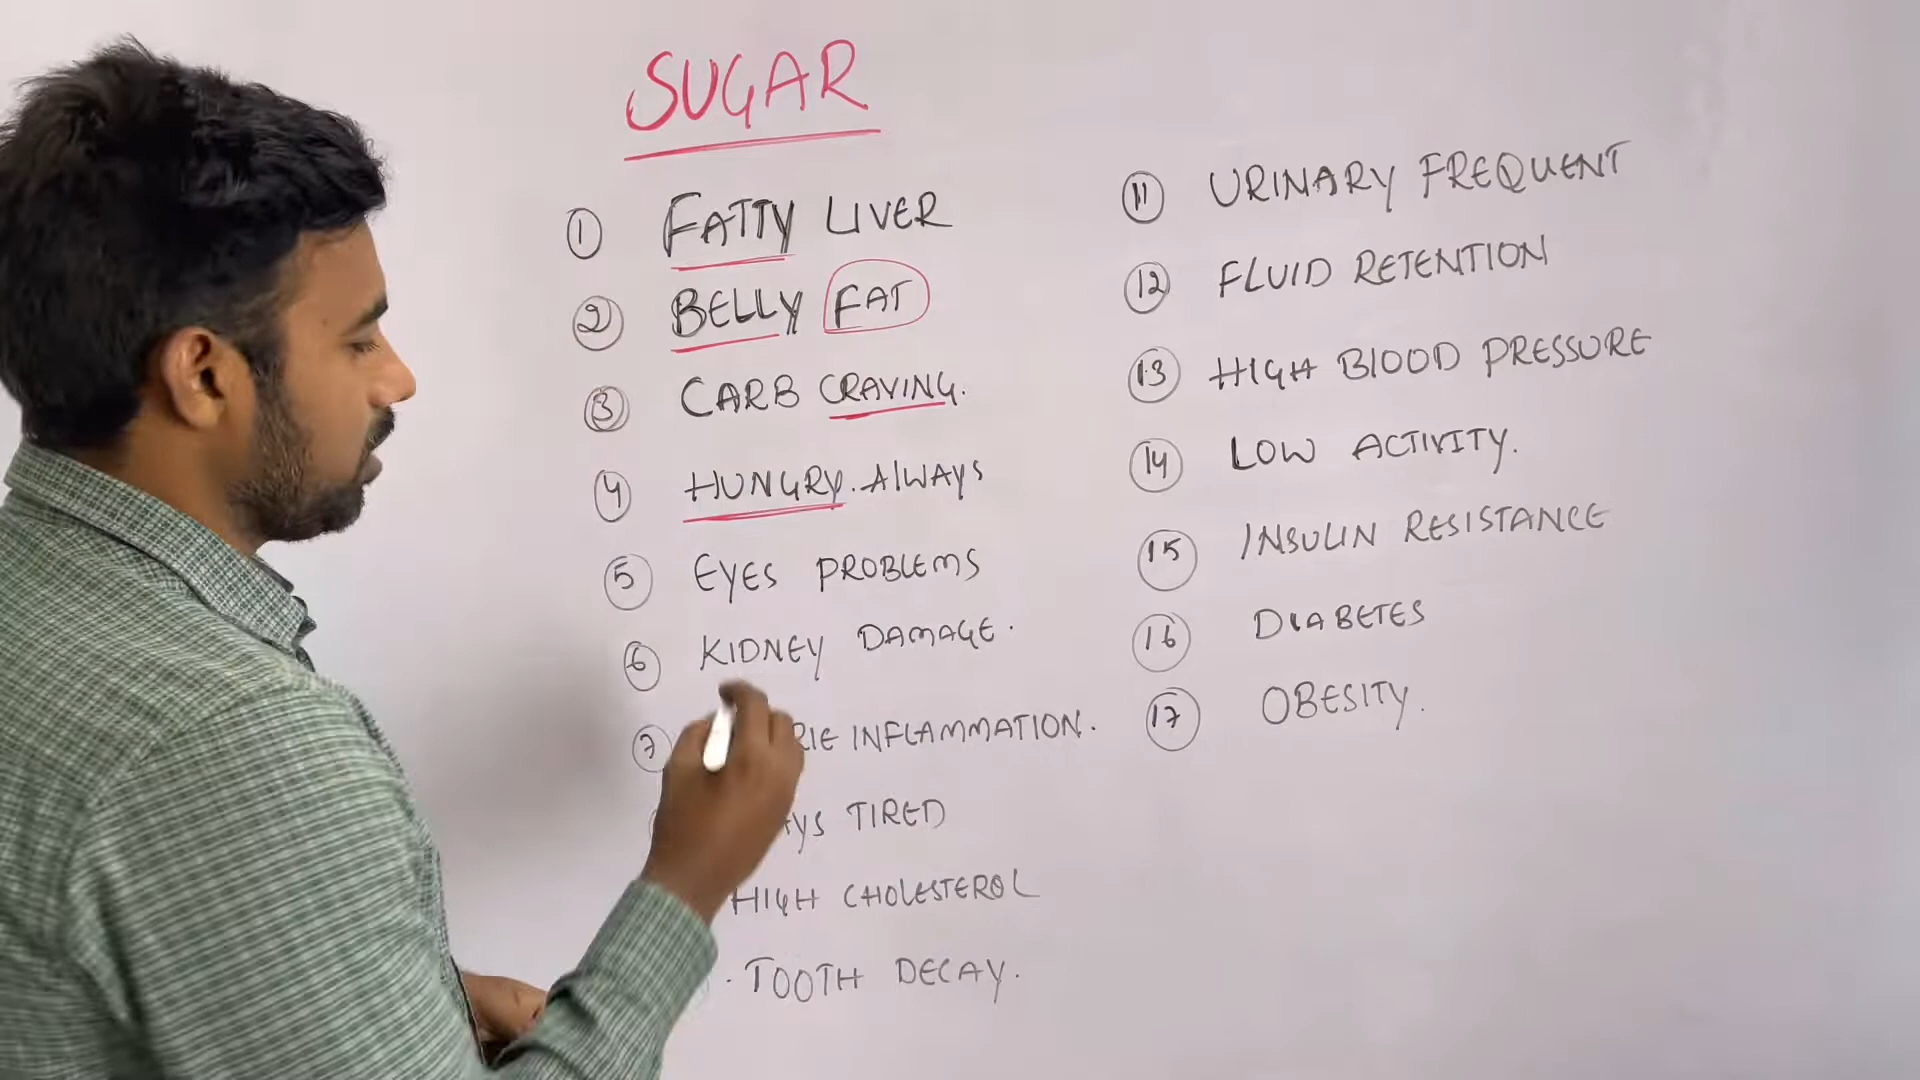 SUGAR
1 FATTY LIVER
2 BELLY FAT
3 CARB CRAVING.
4 HUNGRY. ALWAYS
5 EYES PROBLEMS
6 KIDNEY DAMAGE.
7 INFLAMMATION.
TIRED
HIGH CHOLESTEROL
. TOOTH DECAY.
11 URINARY FREQUENT
12 FLUID RETENTION
13 HIGH BLOOD PRESSURE
14 LOW ACTIVITY.
15 INSULIN RESISTANCE
16 DIABETES
17 OBESITY.